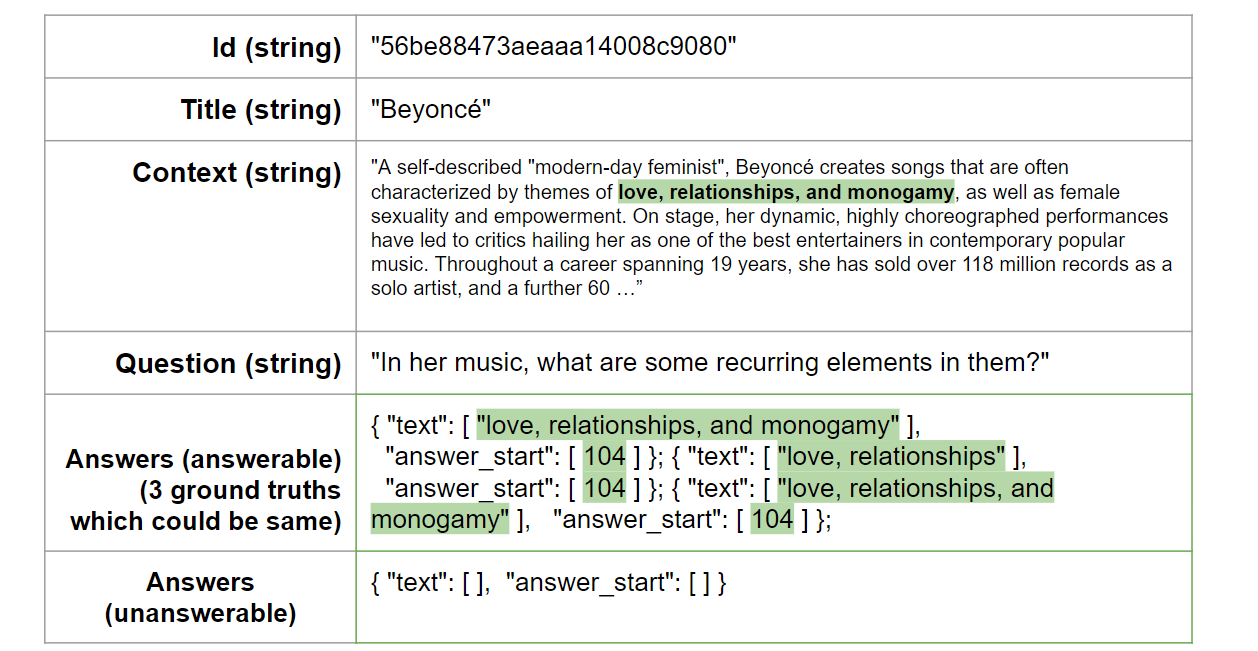 Id (string)
"56be88473aeaaa14008c9080"
Title (string)
"Beyoncé"
Context (string)
"A self-described "modern-day feminist", Beyoncé creates songs that are often
characterized by themes of love, relationships, and monogamy, as well as female
sexuality and empowerment. On stage, her dynamic, highly choreographed performances
have led to critics hailing her as one of the best entertainers in contemporary popular
music. Throughout a career spanning 19 years, she has sold over 118 million records as a
solo artist, and a further 60 …”
Question (string)
"In her music, what are some recurring elements in them?"
Answers (answerable)
(3 ground truths
which could be same)
{ "text": [ "love, relationships, and monogamy" ],
"answer_start": [ 104 ] }; { "text": [ "love, relationships" ],
"answer_start": [ 104 ] }; { "text": [ "love, relationships, and
monogamy" ], "answer_start": [ 104 ] };
Answers
(unanswerable)
{ "text": [ ], "answer_start": [ ] }